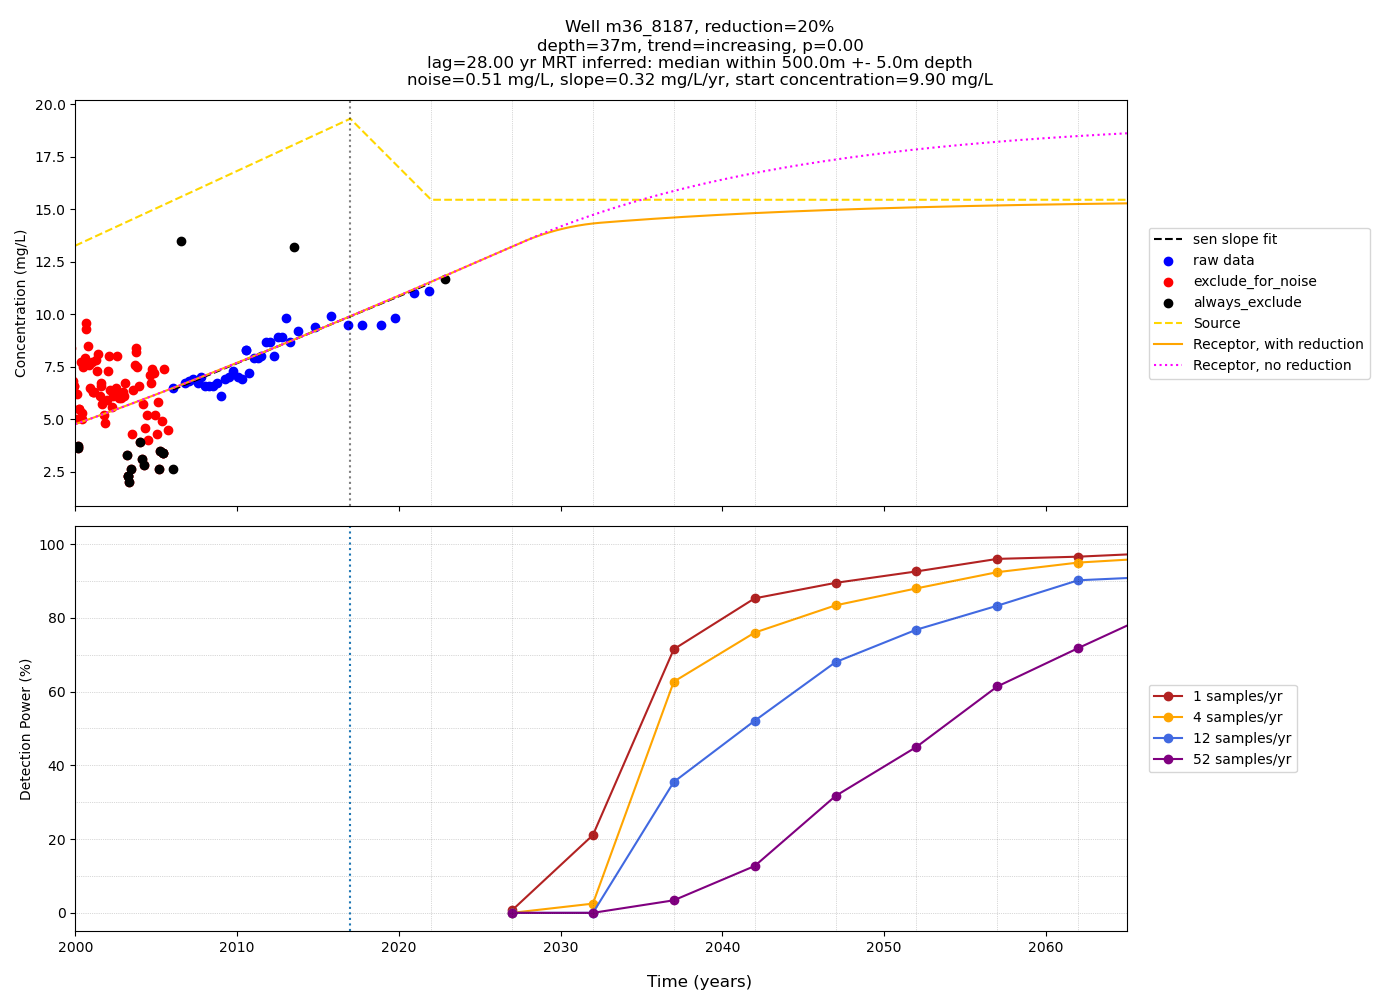 Well m36_8187, reduction=20%
depth=37m, trend=increasing, p=0.00
lag=28.00 yr MRT inferred: median within 500.0m +- 5.0m depth
noise=0.51 mg/L, slope=0.32 mg/L/yr, start concentration=9.90 mg/L
Concentration (mg/L)
20.0
17.5
15.0
12.5
10.0
7.5
5.0
2.5
sen slope fit
raw data
exclude_for_noise
always_exclude
Source
Receptor, with reduction
Receptor, no reduction
Detection Power (%)
100
80
60
40
20
0
1 samples/yr
4 samples/yr
12 samples/yr
52 samples/yr
2000 2010 2020 2030 2040 2050 2060
Time (years)